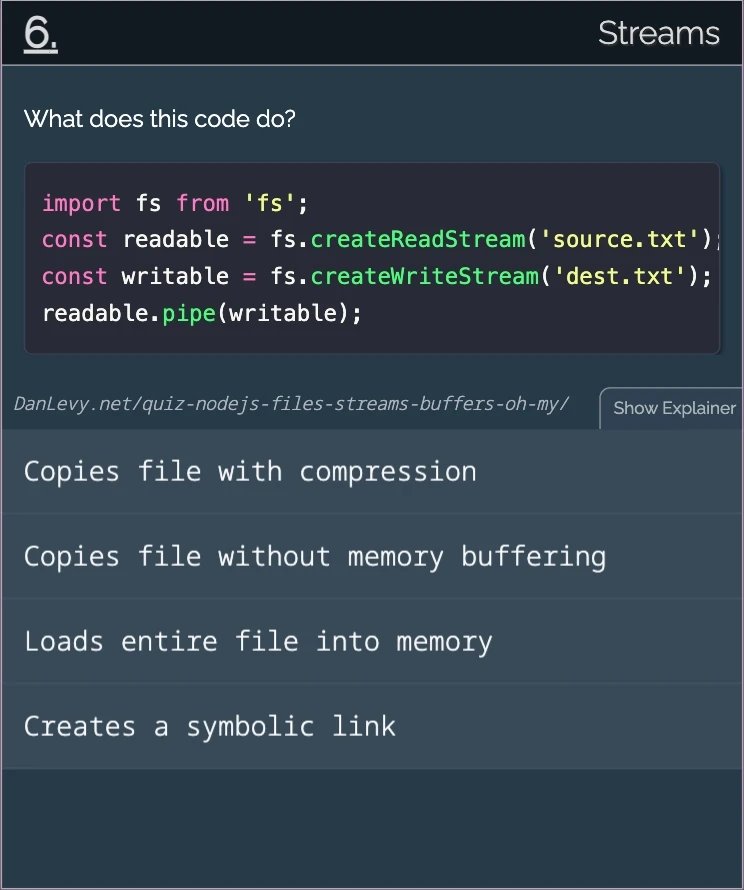 6.
Streams
What does this code do?
import fs from 'fs';
const readable = fs.createReadStream('source.txt');
const writable = fs.createWriteStream('dest.txt');
readable.pipe(writable);
DanLevy.net/quiz-nodejs-files-streams-buffers-oh-my/
Show Explainer
Copies file with compression
Copies file without memory buffering
Loads entire file into memory
Creates a symbolic link